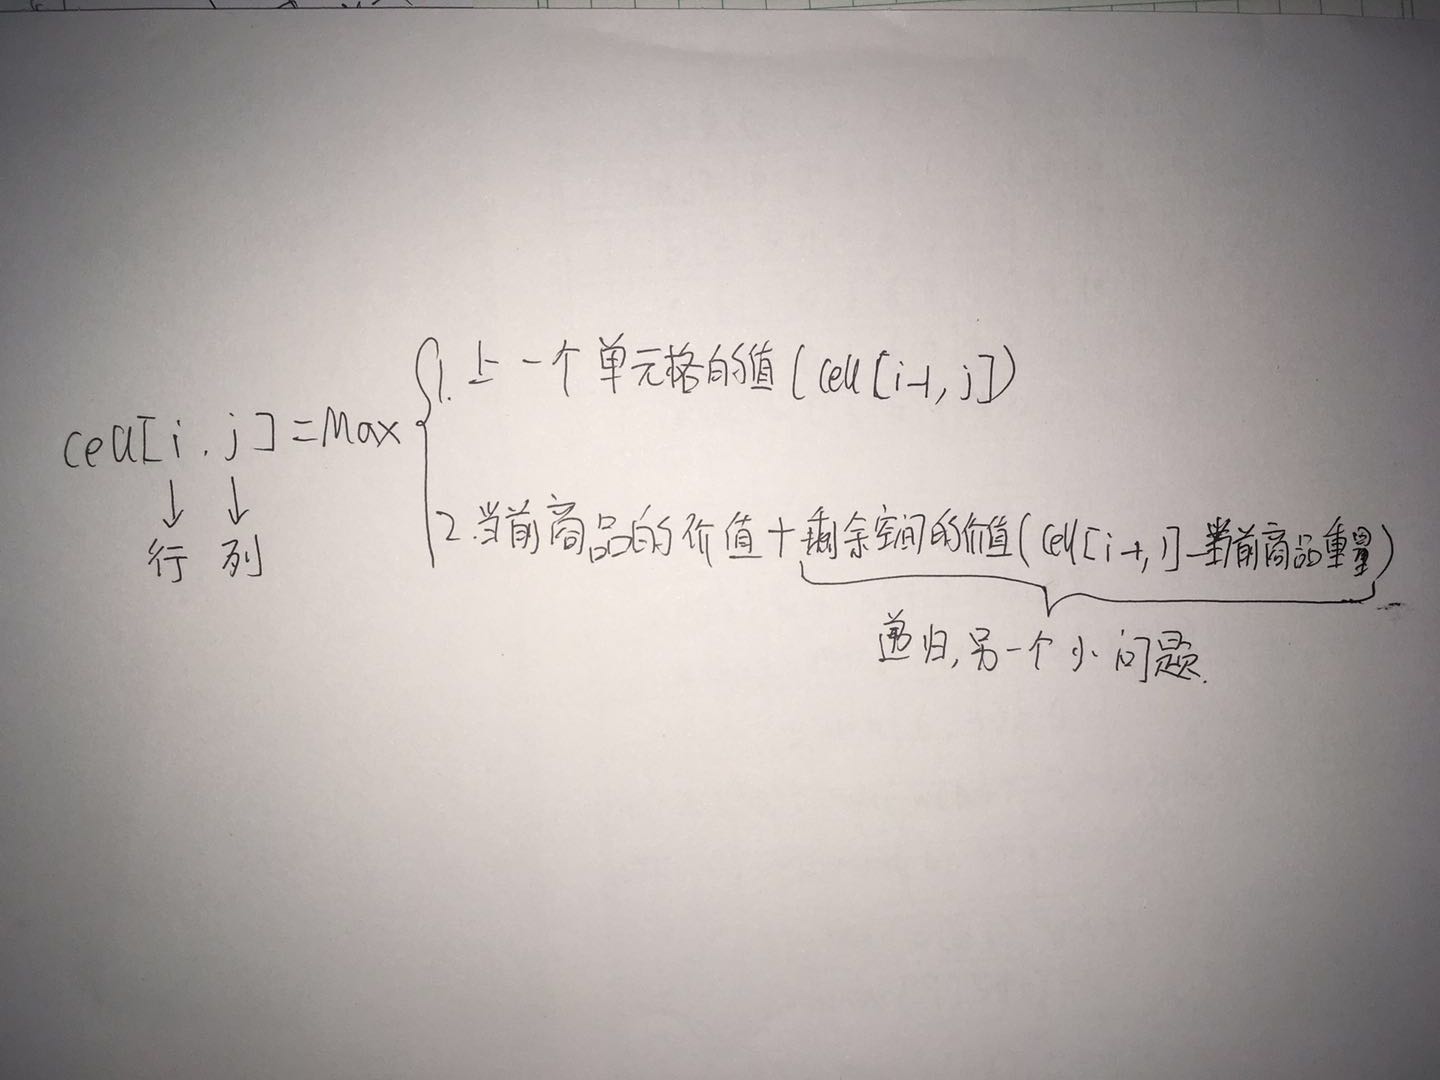 1.上一个单元格的值(cell[i-1,j])
cell[i.j]=Max
2.当前商品的价值+剩余空间的价值(cell[i-1,j]-当前商品重量)
行 列
递归,另一个小问题.